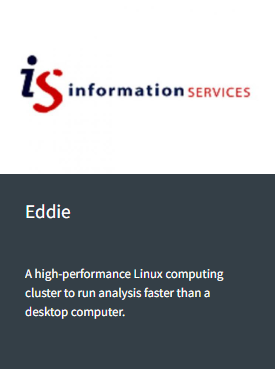 is information SERVICES
Eddie
A high-performance Linux computing
cluster to run analysis faster than a
desktop computer.